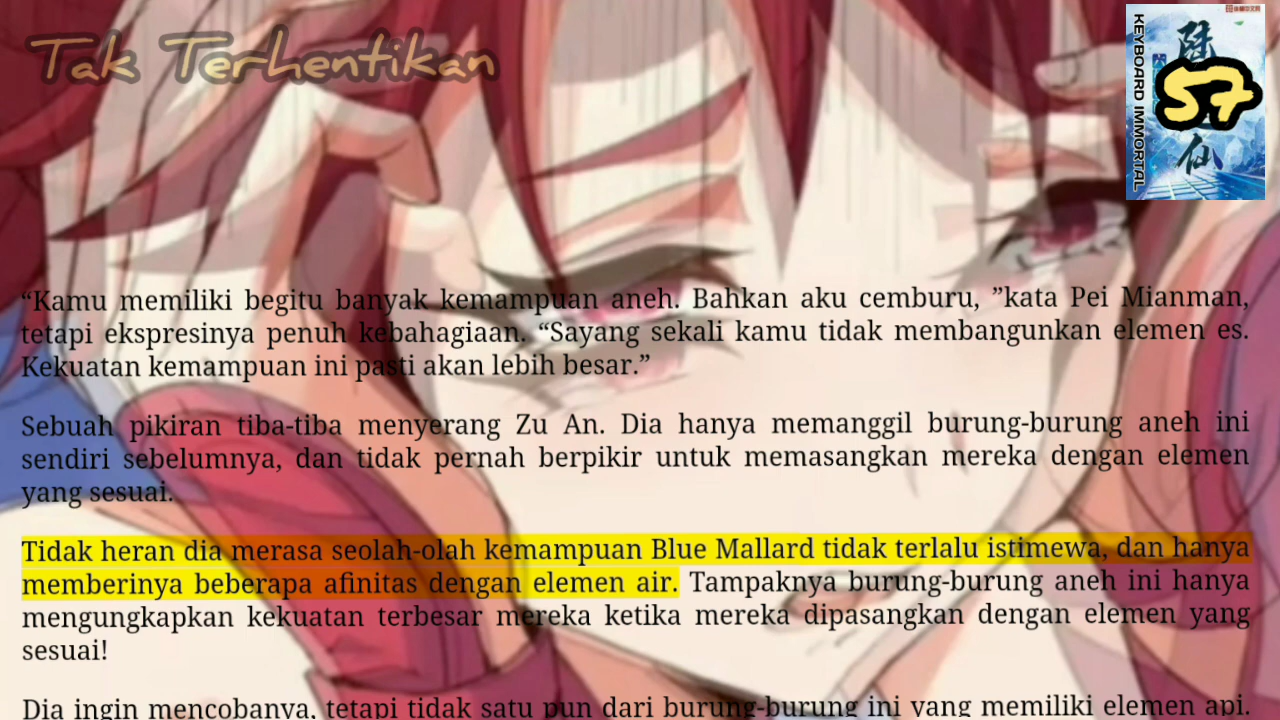 Tak Terhentikan
KEYBOARD IMMORTAL
57
仙
“Kamu memiliki begitu banyak kemampuan aneh. Bahkan aku cemburu, ”kata Pei Mianman,
tetapi ekspresinya penuh kebahagiaan. “Sayang sekali kamu tidak membangunkan elemen es.
Kekuatan kemampuan ini pasti akan lebih besar.”
Sebuah pikiran tiba-tiba menyerang Zu An. Dia hanya memanggil burung-burung aneh ini
sendiri sebelumnya, dan tidak pernah berpikir untuk memasangkan mereka dengan elemen
yang sesuai.
Tidak heran dia merasa seolah-olah kemampuan Blue Mallard tidak terlalu istimewa, dan hanya
memberinya beberapa afinitas dengan elemen air. Tampaknya burung-burung aneh ini hanya
mengungkapkan kekuatan terbesar mereka ketika mereka dipasangkan dengan elemen yang
sesuai!
Dia ingin mencobanya, tetapi tidak satu pun dari burung-burung ini yang memiliki elemen api.